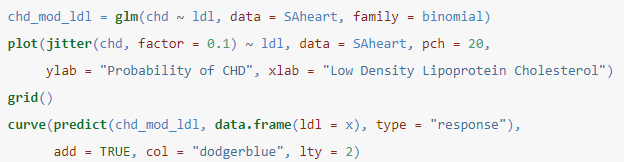 chd_mod_ldl = glm(chd ~ ldl, data = SAheart, family = binomial)
plot(jitter(chd, factor = 0.1) ~ ldl, data = SAheart, pch = 20,
     ylab = "Probability of CHD", xlab = "Low Density Lipoprotein Cholesterol")
grid()
curve(predict(chd_mod_ldl, data.frame(ldl = x), type = "response"),
      add = TRUE, col = "dodgerblue", lty = 2)